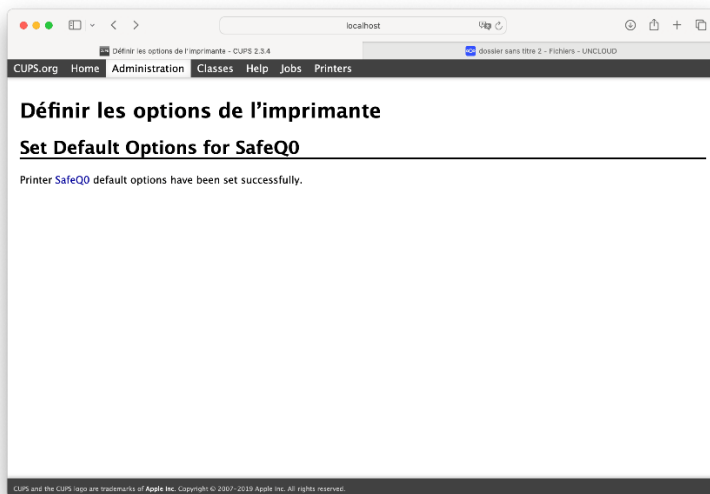 localhost
Définir les options de l'imprimante - CUPS 2.3.4
dossier sans titre 2 - Fichiers - UNCLOUD
CUPS.org Home Administration Classes Help Jobs Printers
Définir les options de l’imprimante
Set Default Options for SafeQ0
Printer SafeQ0 default options have been set successfully.
CUPS and the CUPS logo are trademarks of Apple Inc. Copyright © 2007-2019 Apple Inc. All rights reserved.